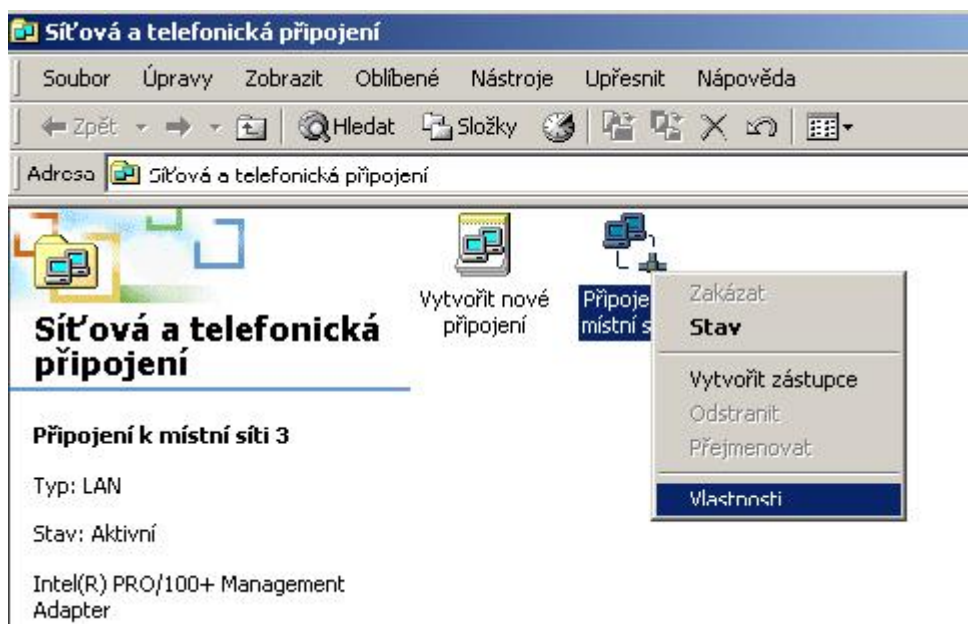 Síťová a telefonická připojení
Soubor Úpravy Zobrazit Oblíbené Nástroje Upřesnit Nápověda
Zpět Hledat Složky
Adresa Síťová a telefonická připojení
Vytvořit nové
připojení
Připoje
místní s
Zakázat
Stav
Vytvořit zástupce
Odstranit
Přejmenovat
Vlastnosti
Síťová a telefonická
připojení
Připojení k místní síti 3
Typ: LAN
Stav: Aktivní
Intel(R) PRO/100+ Management
Adapter